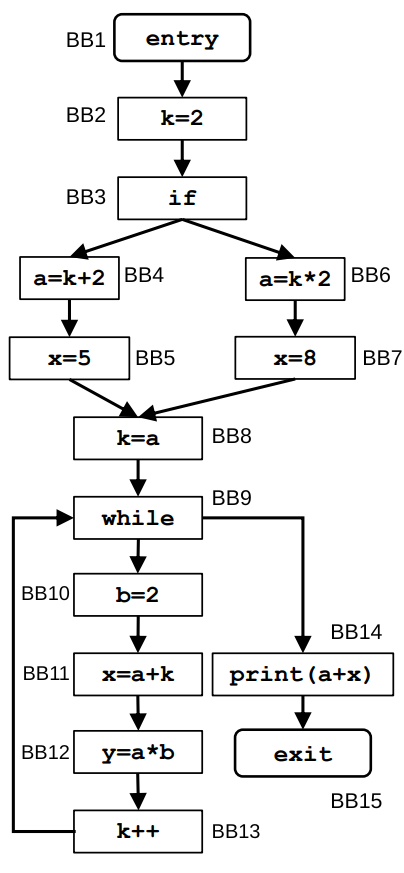 BB1 entry
BB2 k=2
BB3 if
a=k+2 BB4 a=k*2 BB6
x=5 BB5 x=8 BB7
k=a BB8
while BB9
BB10 b=2
BB14
BB11 x=a+k print(a+x)
BB12 y=a*b exit
BB15
k++ BB13